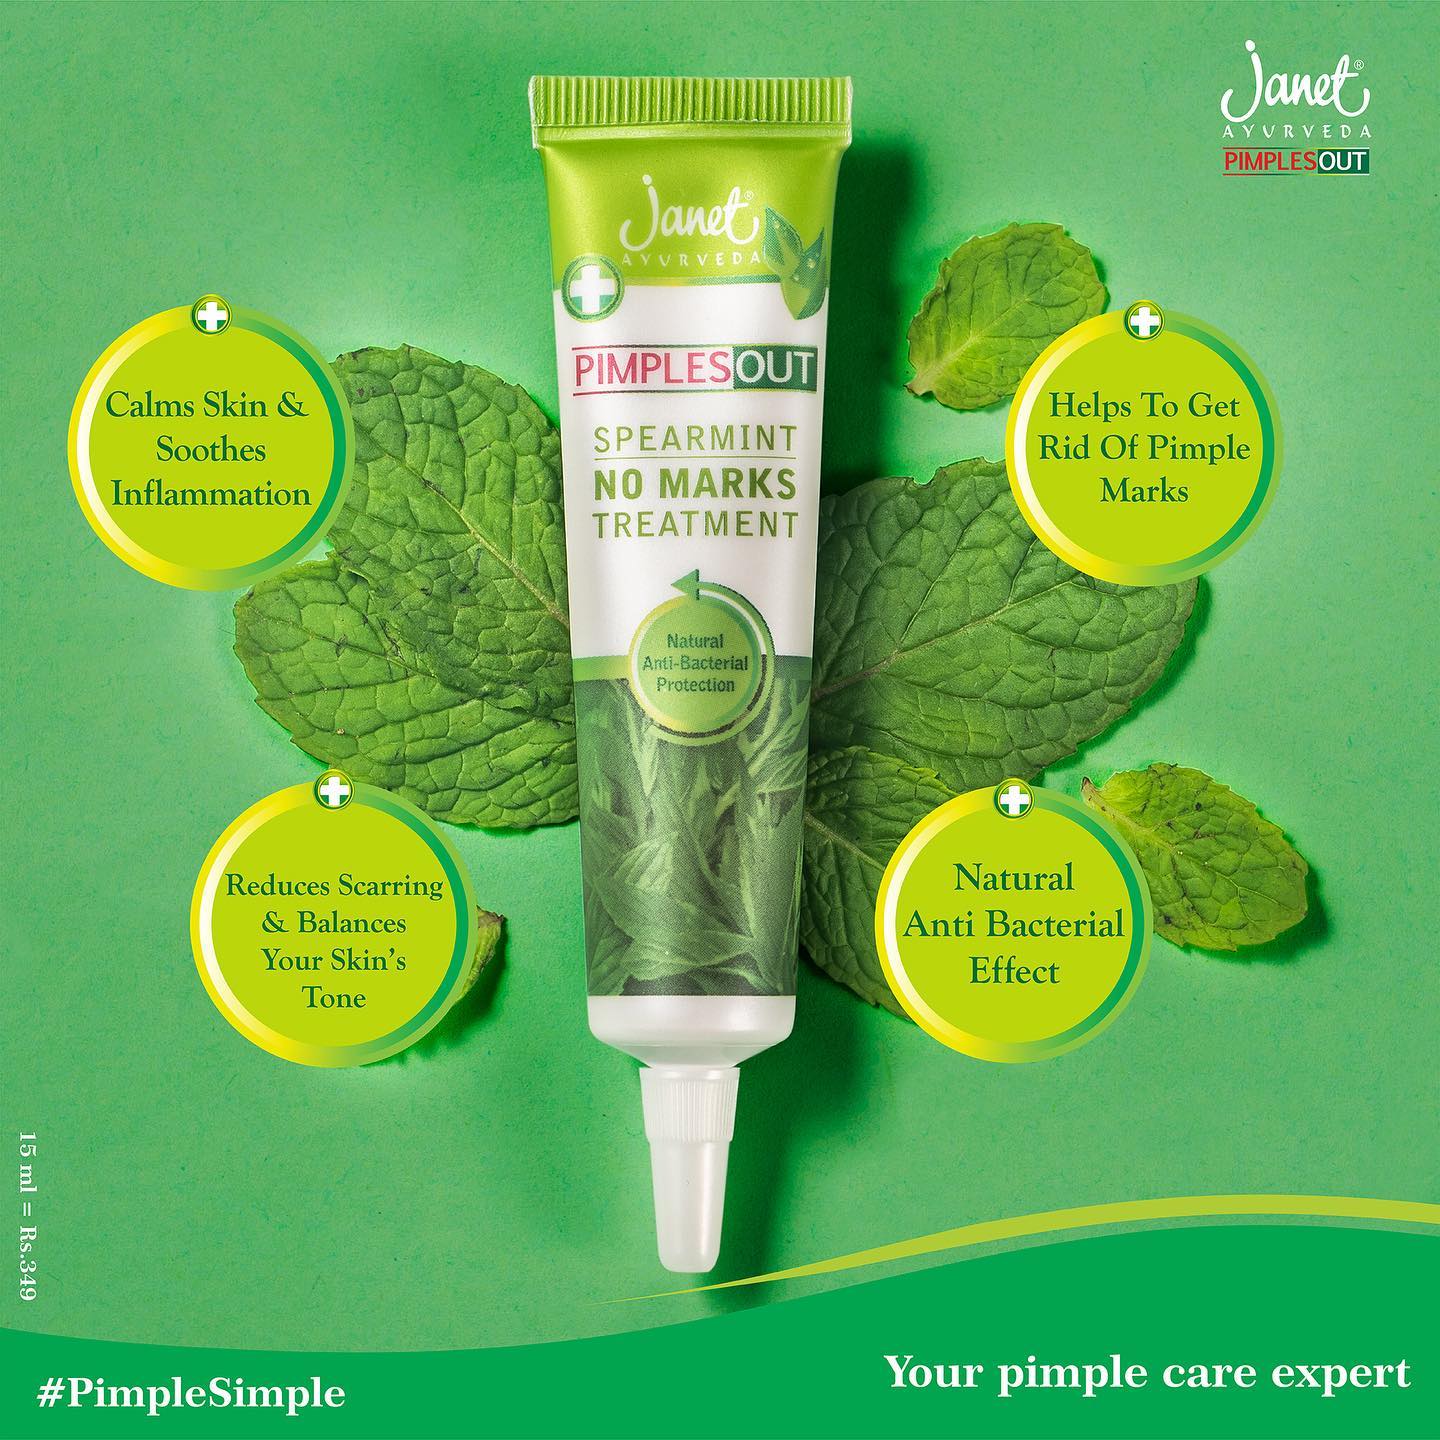 Janet®
AYURVEDA
PIMPLESOUT
Janet®
AYURVEDA
PIMPLESOUT
SPEARMINT
NO MARKS
TREATMENT
Natural
Anti-Bacterial
Protection
Calms Skin &
Soothes
Inflammation
Helps To Get
Rid Of Pimple
Marks
Reduces Scarring
& Balances
Your Skin's
Tone
Natural
Anti Bacterial
Effect
15 ml = Rs.349
#PimpleSimple
Your pimple care expert